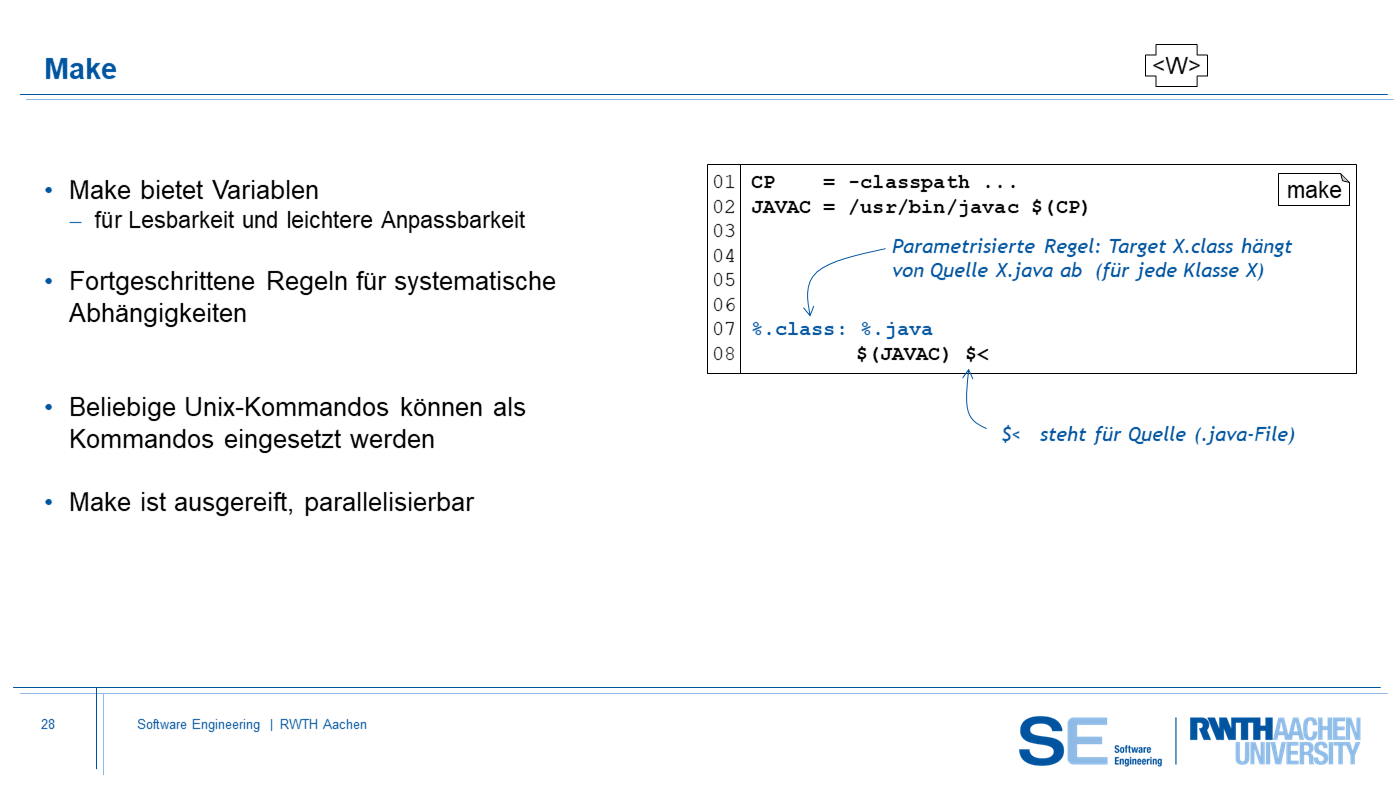 Make
<W>
• Make bietet Variablen
– für Lesbarkeit und leichtere Anpassbarkeit
• Fortgeschrittene Regeln für systematische
Abhängigkeiten
• Beliebige Unix-Kommandos können als
Kommandos eingesetzt werden
• Make ist ausgereift, parallelisierbar
make
01 CP    = -classpath ...
02 JAVAC = /usr/bin/javac $(CP)
03
04
05
06
Parametrisierte Regel: Target X.class hängt
von Quelle X.java ab (für jede Klasse X)
07 %.class: %.java
08         $(JAVAC) $<
$< steht für Quelle (.java-File)
28
Software Engineering | RWTH Aachen
SE Software
Engineering
RWTHAACHEN
UNIVERSITY